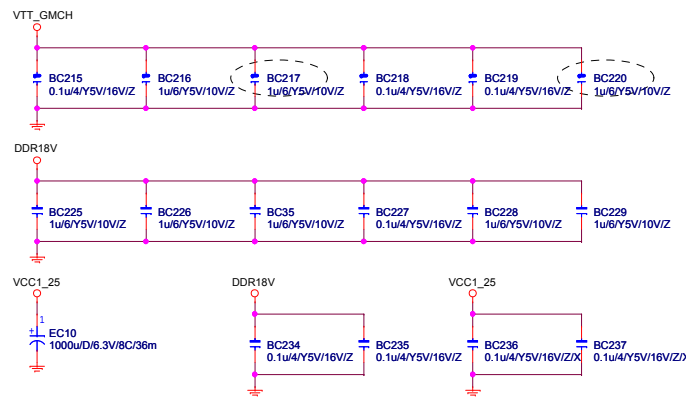 VTT_GMCH
BC215 BC216 BC217 BC218 BC219 BC220
0.1u/4/Y5V/16V/Z 1u/6/Y5V/10V/Z 1u/6/Y5V/10V/Z 0.1u/4/Y5V/16V/Z 0.1u/4/Y5V/16V/Z 1u/6/Y5V/10V/Z
DDR18V
BC225 BC226 BC35 BC227 BC228 BC229
1u/6/Y5V/10V/Z 1u/6/Y5V/10V/Z 1u/6/Y5V/10V/Z 0.1u/4/Y5V/16V/Z 1u/6/Y5V/10V/Z 1u/6/Y5V/10V/Z
VCC1_25 DDR18V VCC1_25
1
+ EC10 BC234 BC235 BC236 BC237
1000u/D/6.3V/8C/36m 0.1u/4/Y5V/16V/Z 0.1u/4/Y5V/16V/Z 0.1u/4/Y5V/16V/Z/X 0.1u/4/Y5V/16V/Z/X